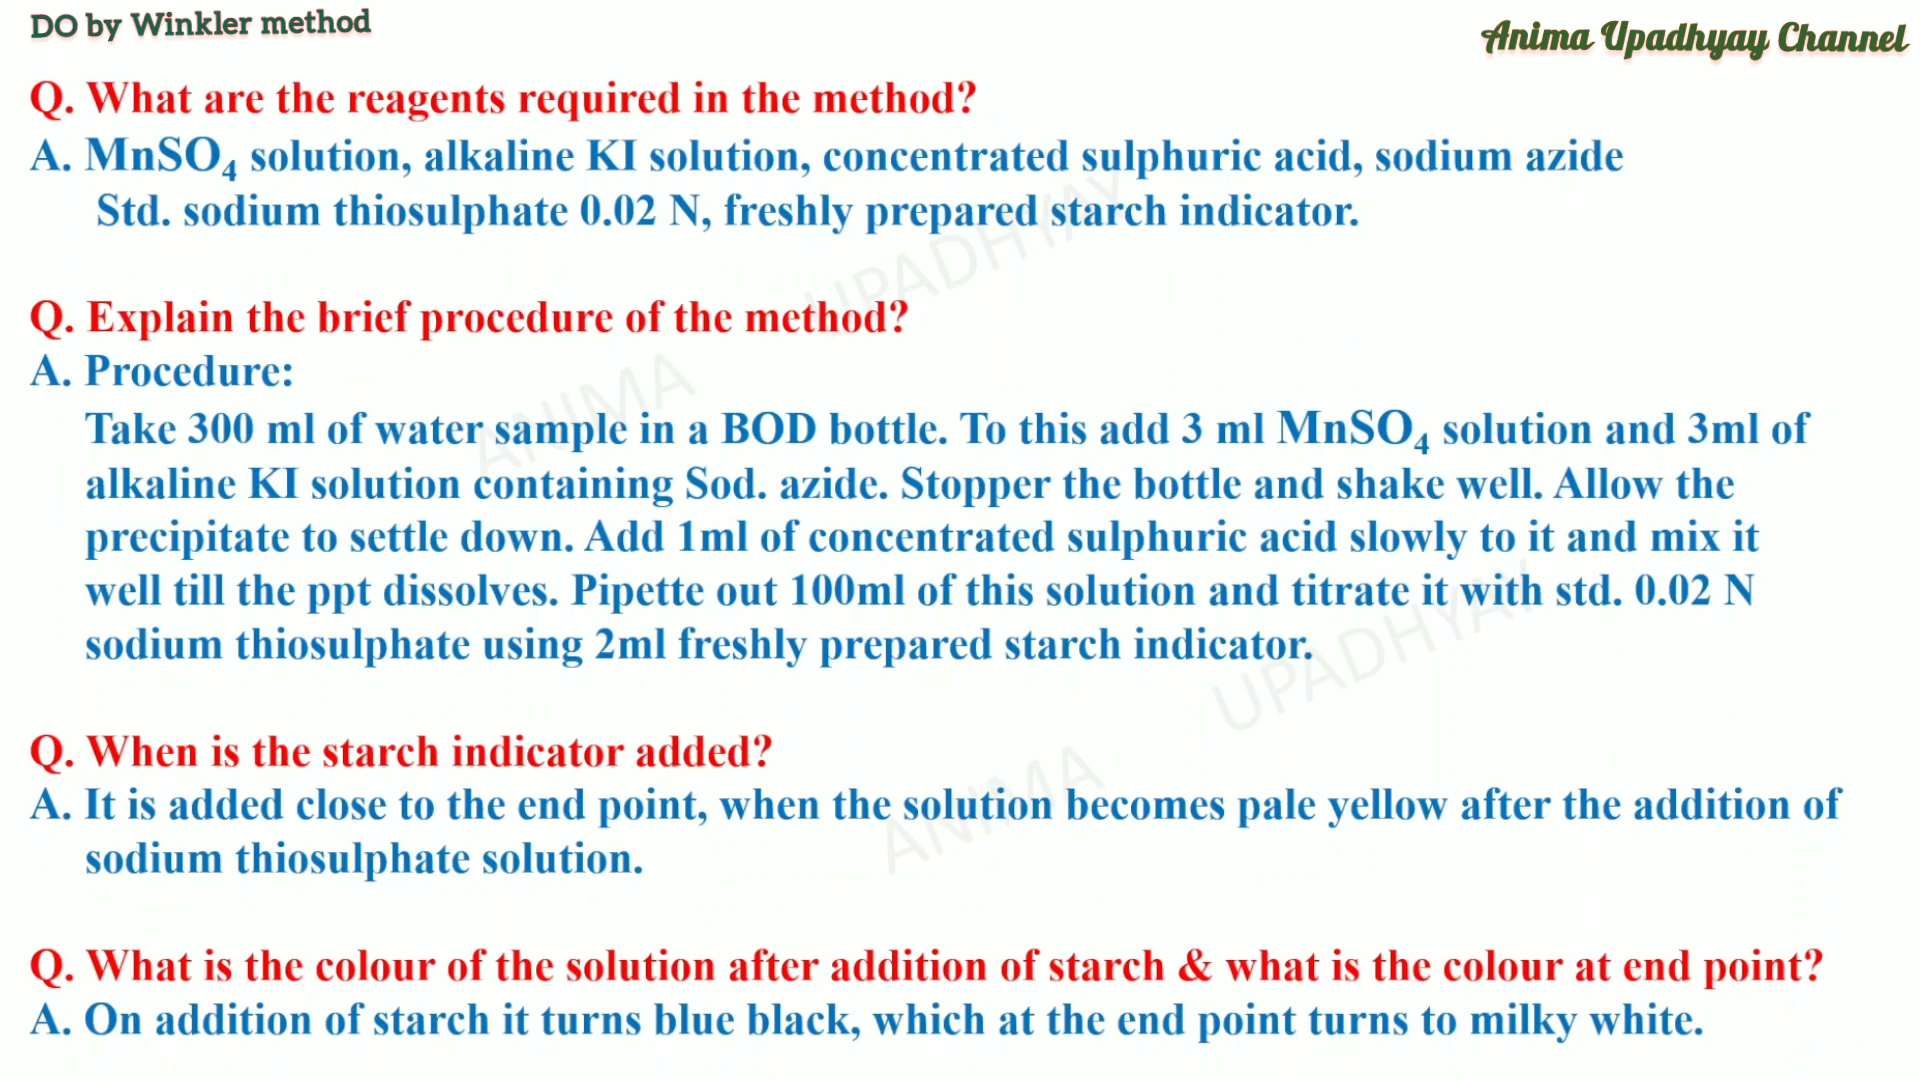 DO by Winkler method
Anima Upadhyay Channel
Q. What are the reagents required in the method?
A. MnSO₄ solution, alkaline KI solution, concentrated sulphuric acid, sodium azide
Std. sodium thiosulphate 0.02 N, freshly prepared starch indicator.
UPADHYAY
Q. Explain the brief procedure of the method?
A. Procedure:
ANIMA
Take 300 ml of water sample in a BOD bottle. To this add 3 ml MnSO₄ solution and 3ml of
alkaline KI solution containing Sod. azide. Stopper the bottle and shake well. Allow the
precipitate to settle down. Add 1ml of concentrated sulphuric acid slowly to it and mix it
well till the ppt dissolves. Pipette out 100ml of this solution and titrate it with std. 0.02 N
sodium thiosulphate using 2ml freshly prepared starch indicator.
UPADHYAY
Q. When is the starch indicator added?
A. It is added close to the end point, when the solution becomes pale yellow after the addition of
sodium thiosulphate solution.
ANIMA
Q. What is the colour of the solution after addition of starch & what is the colour at end point?
A. On addition of starch it turns blue black, which at the end point turns to milky white.